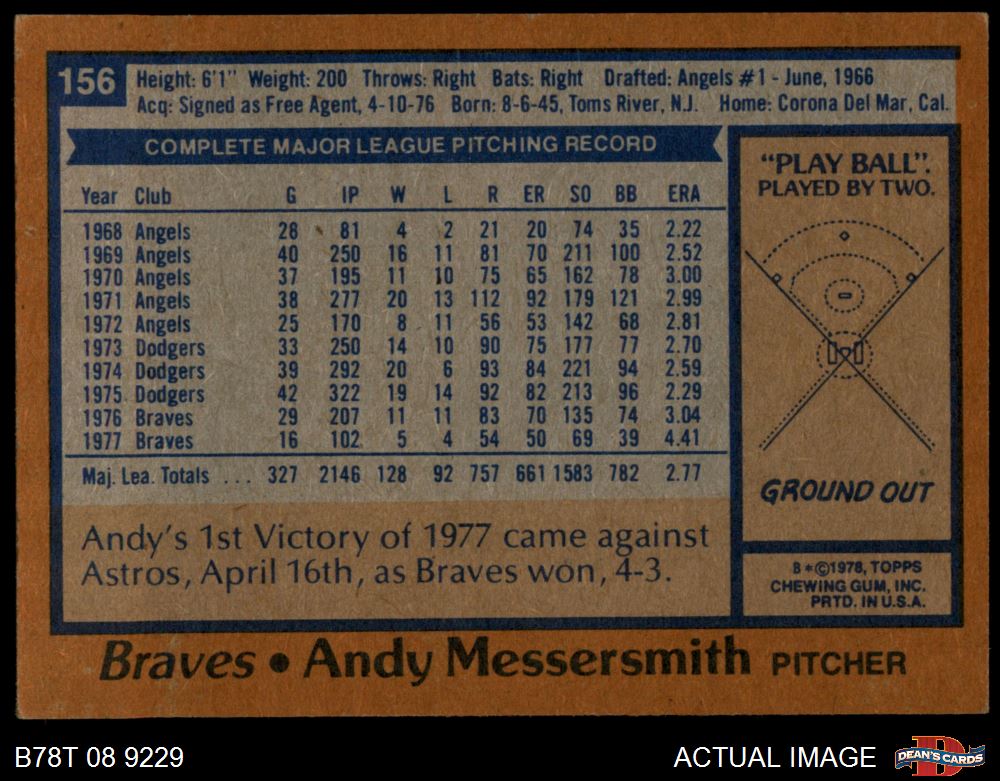 156
Height: 6'1" Weight: 200 Throws: Right Bats: Right Drafted: Angels #1 - June, 1966
Acq: Signed as Free Agent, 4-10-76 Born: 8-6-45, Toms River, N.J. Home: Corona Del Mar, Cal.
COMPLETE MAJOR LEAGUE PITCHING RECORD
Year Club G IP W L R ER SO BB ERA
1968 Angels 28 81 4 2 21 20 74 35 2.22
1969 Angels 40 250 16 11 81 70 211 100 2.52
1970 Angels 37 195 11 10 75 65 162 78 3.00
1971 Angels 38 277 20 13 112 92 179 121 2.99
1972 Angels 25 170 8 11 56 53 142 68 2.81
1973 Dodgers 33 250 14 10 90 75 177 77 2.70
1974 Dodgers 39 292 20 6 93 84 221 94 2.59
1975 Dodgers 42 322 19 14 92 82 213 96 2.29
1976 Braves 29 207 11 11 83 70 135 74 3.04
1977 Braves 16 102 5 4 54 50 69 39 4.41
Maj. Lea. Totals ... 327 2146 128 92 757 661 1583 782 2.77
Andy's 1st Victory of 1977 came against
Astros, April 16th, as Braves won, 4-3.
"PLAY BALL".
PLAYED BY TWO.
GROUND OUT
B*©1978, TOPPS
CHEWING GUM, INC.
PRTD. IN U.S.A.
Braves • Andy Messersmith PITCHER
B78T 08 9229
ACTUAL IMAGE
DEAN'S CARDS